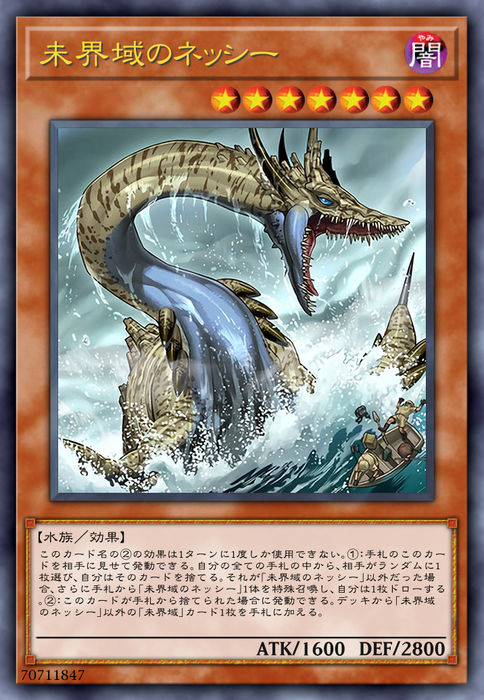 未界域のネッシー
やみ
闇
【水族／効果】
このカード名の②の効果は1ターンに1度しか使用できない。①：手札のこのカー
ドを相手に見せて発動できる。自分の全ての手札の中から、相手がランダムに1
枚選び、自分はそのカードを捨てる。それが「未界域のネッシー」以外だった場
合、さらに手札から「未界域のネッシー」1体を特殊召喚し、自分は1枚ドローす
る。②：このカードが手札から捨てられた場合に発動できる。デッキから「未界域
のネッシー」以外の「未界域」カード1枚を手札に加える。
ATK/1600 DEF/2800
70711847